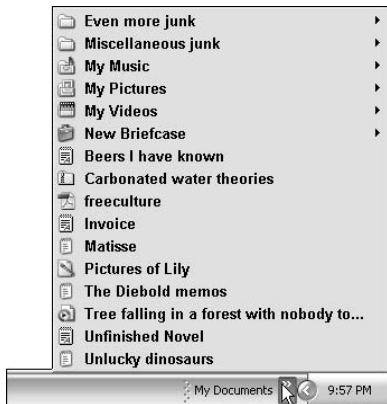 Even more junk
Miscellaneous junk
My Music
My Pictures
My Videos
New Briefcase
Beers I have known
Carbonated water theories
freeculture
Invoice
Matisse
Pictures of Lily
The Diebold memos
Tree falling in a forest with nobody to...
Unfinished Novel
Unlucky dinosaurs
My Documents » 9:57 PM